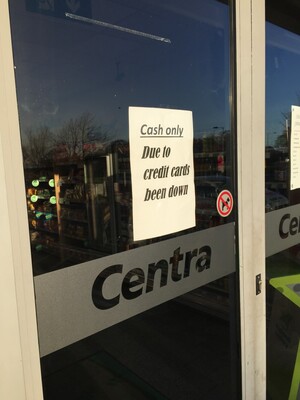 Cash only
Due to
credit cards
been down
Centra
Ce